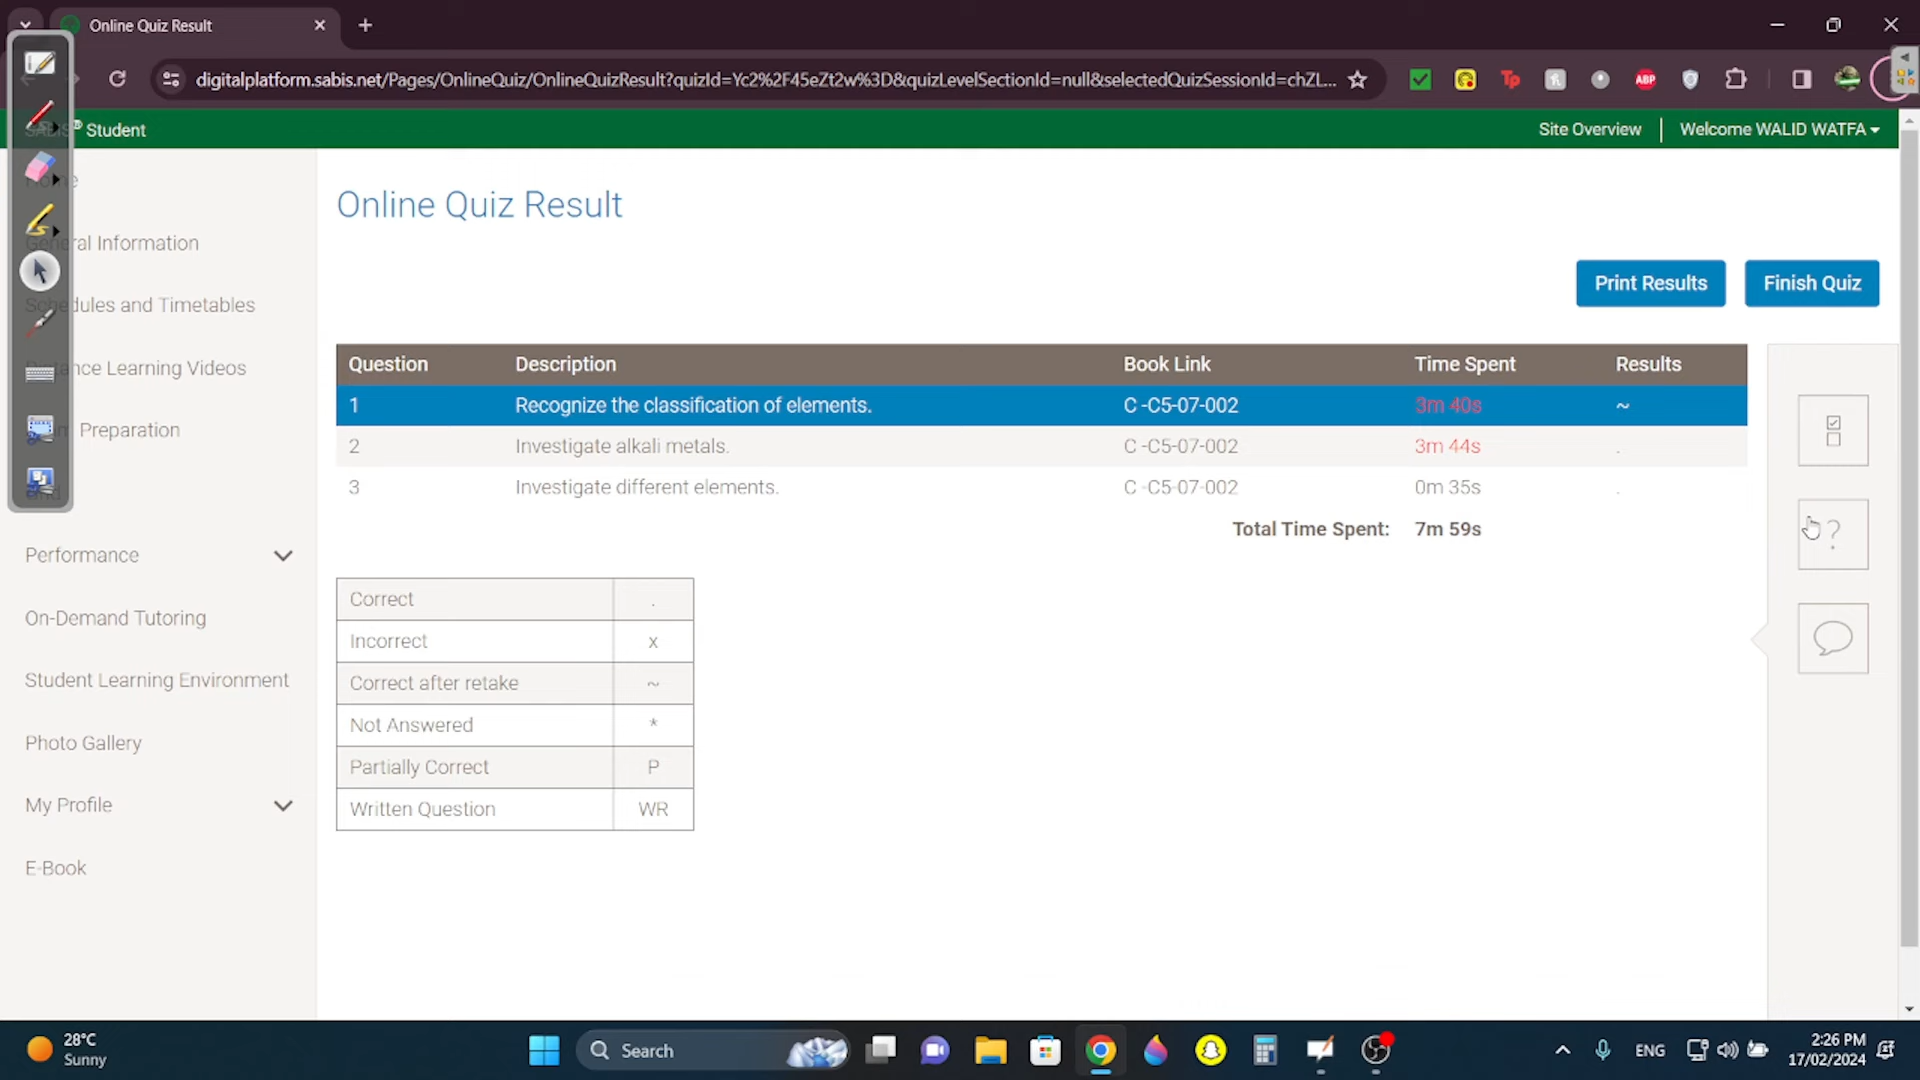 Online Quiz Result
digitalplatform.sabis.net/Pages/OnlineQuiz/OnlineQuizResult?quizId=Yc2%2F45eZt2w%3D&quizLevelSectionId=null&selectedQuizSessionId=chZL...
Student
Site Overview
Welcome WALID WATFA
General Information
Schedules and Timetables
Distance Learning Videos
Preparation
Performance
On-Demand Tutoring
Student Learning Environment
Photo Gallery
My Profile
E-Book
Online Quiz Result
Print Results
Finish Quiz
Question Description Book Link Time Spent Results
1 Recognize the classification of elements. C -C5-07-002 3m 40s ~
2 Investigate alkali metals. C -C5-07-002 3m 44s .
3 Investigate different elements. C -C5-07-002 0m 35s .
Total Time Spent: 7m 59s
Correct .
Incorrect x
Correct after retake ~
Not Answered *
Partially Correct P
Written Question WR
?
28°C
Sunny
Search
ENG
2:26 PM
17/02/2024